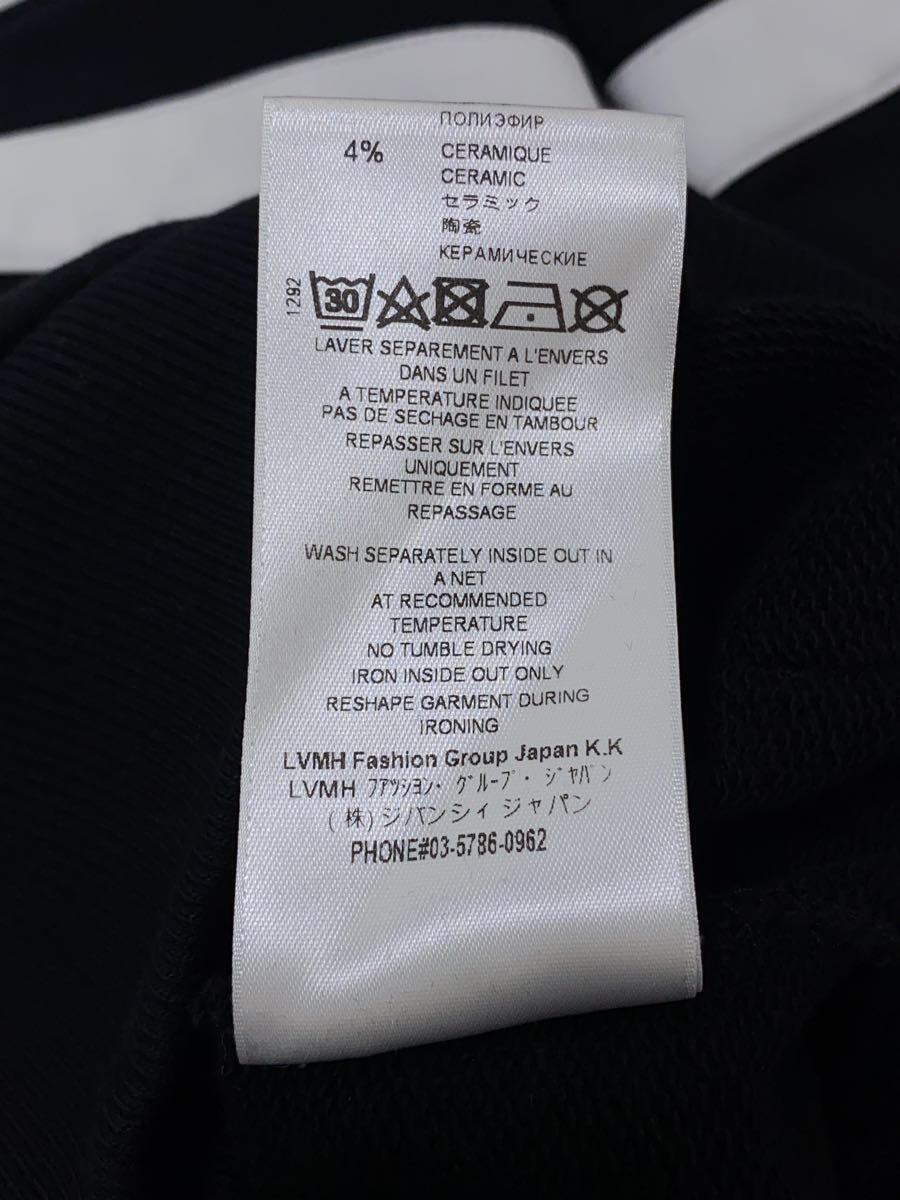 ПОЛИЭФИР
4% CERAMIQUE
CERAMIC
セラミック
陶瓷
КЕРАМИЧЕСКИЕ
1292
30
LAVER SEPAREMENT A L'ENVERS
DANS UN FILET
A TEMPERATURE INDIQUEE
PAS DE SECHAGE EN TAMBOUR
REPASSER SUR L'ENVERS
UNIQUEMENT
REMETTRE EN FORME AU
REPASSAGE
WASH SEPARATELY INSIDE OUT IN
A NET
AT RECOMMENDED
TEMPERATURE
NO TUMBLE DRYING
IRON INSIDE OUT ONLY
RESHAPE GARMENT DURING
IRONING
LVMH Fashion Group Japan K.K
LVMH ﾌｱﾂｼﾖﾝ･ ｸﾞﾙｰﾌﾟ･ ｼﾞﾔﾊﾟﾝ
(株)ジバンシィ ジャパン
PHONE#03-5786-0962